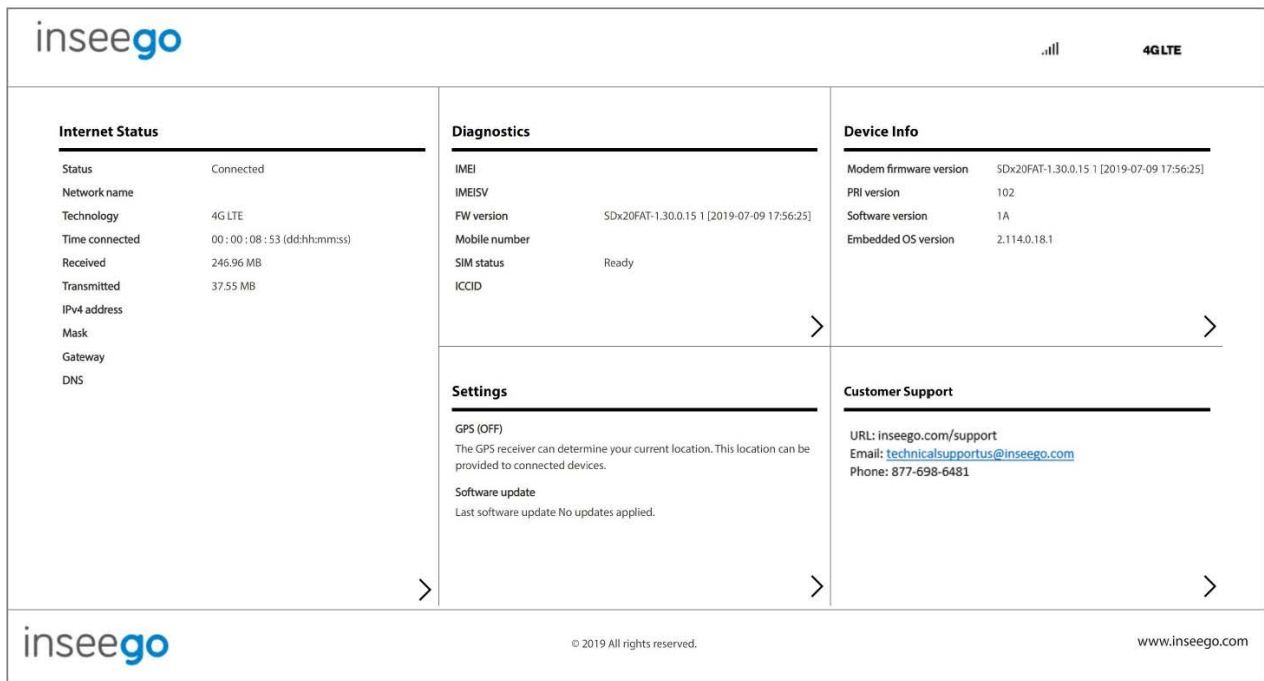 inseego
4G LTE
Internet Status
Status Connected
Network name
Technology 4G LTE
Time connected 00 : 00 : 08 : 53 (dd:hh:mm:ss)
Received 246.96 MB
Transmitted 37.55 MB
IPv4 address
Mask
Gateway
DNS
Diagnostics
IMEI
IMEISV
FW version SDx20FAT-1.30.0.15 1 [2019-07-09 17:56:25]
Mobile number
SIM status Ready
ICCID
Device Info
Modem firmware version SDx20FAT-1.30.0.15 1 [2019-07-09 17:56:25]
PRI version 102
Software version 1A
Embedded OS version 2.114.0.18.1
Settings
GPS (OFF)
The GPS receiver can determine your current location. This location can be
provided to connected devices.
Software update
Last software update No updates applied.
Customer Support
URL: inseego.com/support
Email: technicalsupportus@inseego.com
Phone: 877-698-6481
inseego
© 2019 All rights reserved.
www.inseego.com